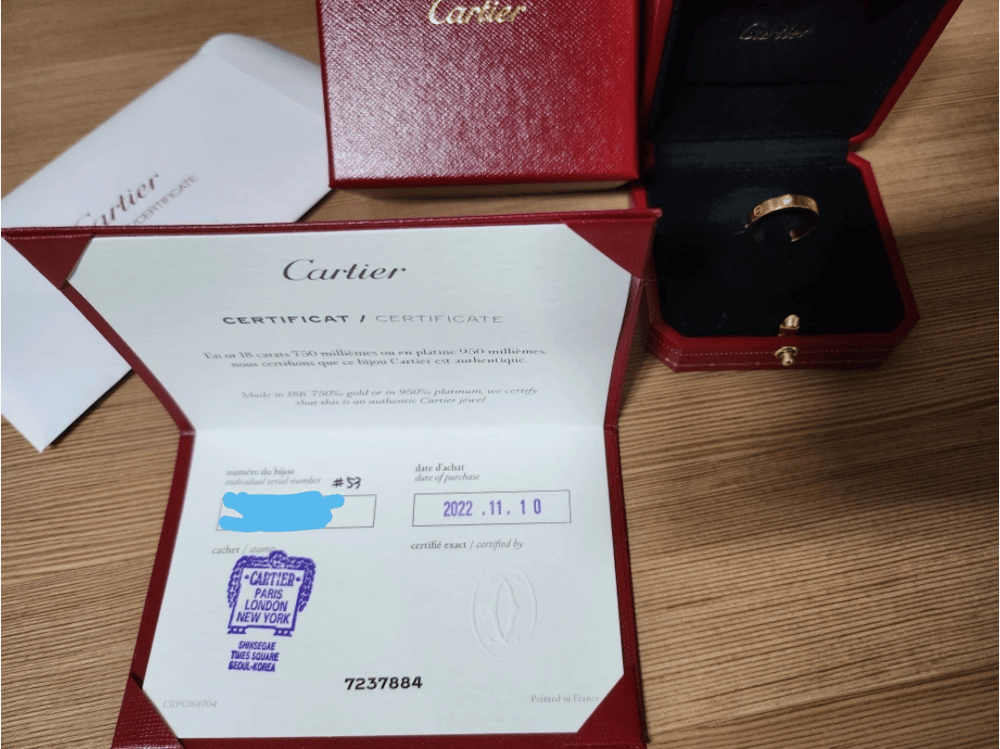 Cartier
Cartier
Cartier
CERTIFICATE
Cartier
CERTIFICAT / CERTIFICATE
En or 18 carats 750 millièmes ou en platine 950 millièmes,
nous certifions que ce bijou Cartier est authentique.
Made in 18K 750‰ gold or in 950‰ platinum, we certify
that this is an authentic Cartier jewel
numéro du bijou
individual serial number #53
date d'achat
date of purchase
2022.11.10
cachet / stamp
certifié exact / certified by
CARTIER
PARIS
LONDON
NEW YORK
SHINSEGAE
TIMES SQUARE
SEOUL-KOREA
7237884
CRPC001704
Printed in France